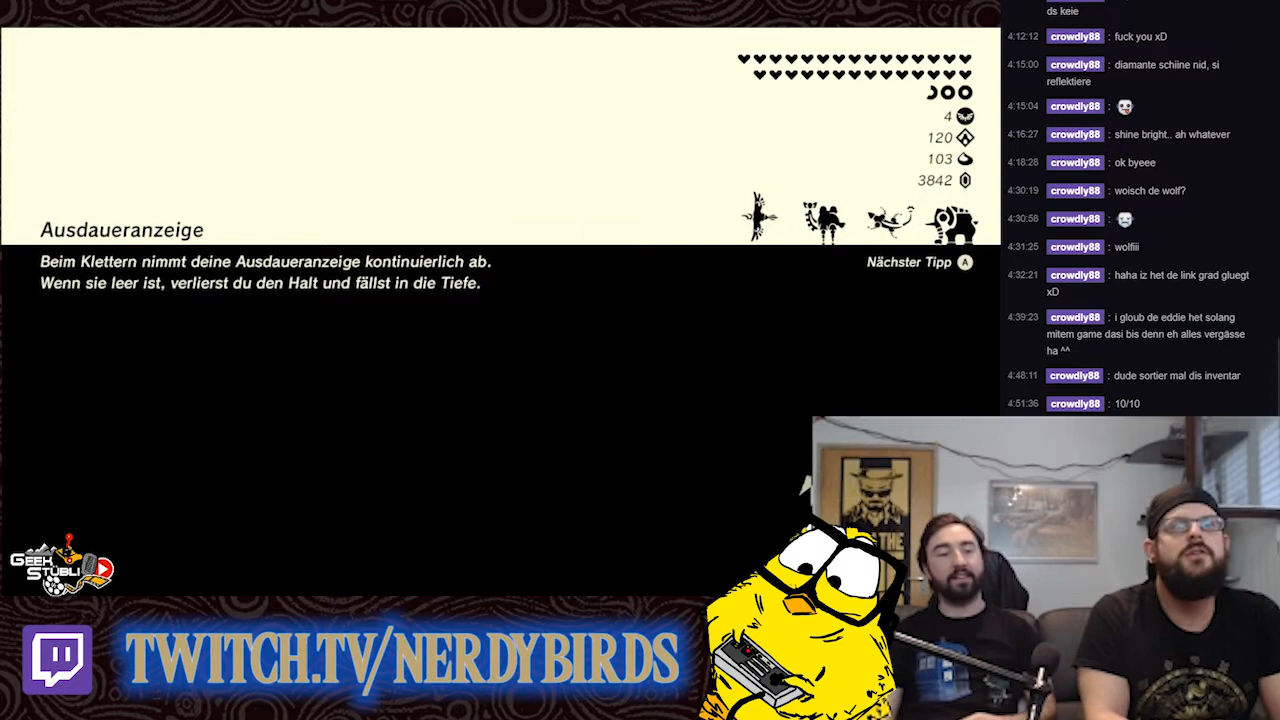 4
120
103
3842
Ausdaueranzeige
Beim Klettern nimmt deine Ausdaueranzeige kontinuierlich ab.
Wenn sie leer ist, verlierst du den Halt und fällst in die Tiefe.
Nächster Tipp A
ds keie
4:12:12 crowdly88 : fuck you xD
4:15:00 crowdly88 : diamante schiine nid, si
reflektiere
4:15:04 crowdly88 :
4:16:27 crowdly88 : shine bright.. ah whatever
4:18:28 crowdly88 : ok byeee
4:30:19 crowdly88 : woisch de wolf?
4:30:58 crowdly88 :
4:31:25 crowdly88 : wolfiii
4:32:21 crowdly88 : haha iz het de link grad gluegt
xD
4:39:23 crowdly88 : i gloub de eddie het solang
mitem game dasi bis denn eh alles vergässe
ha ^^
4:48:11 crowdly88 : dude sortier mal dis inventar
4:51:36 crowdly88 : 10/10
GEEK
STÜBLI
THE
TWITCH.TV/NERDYBIRDS